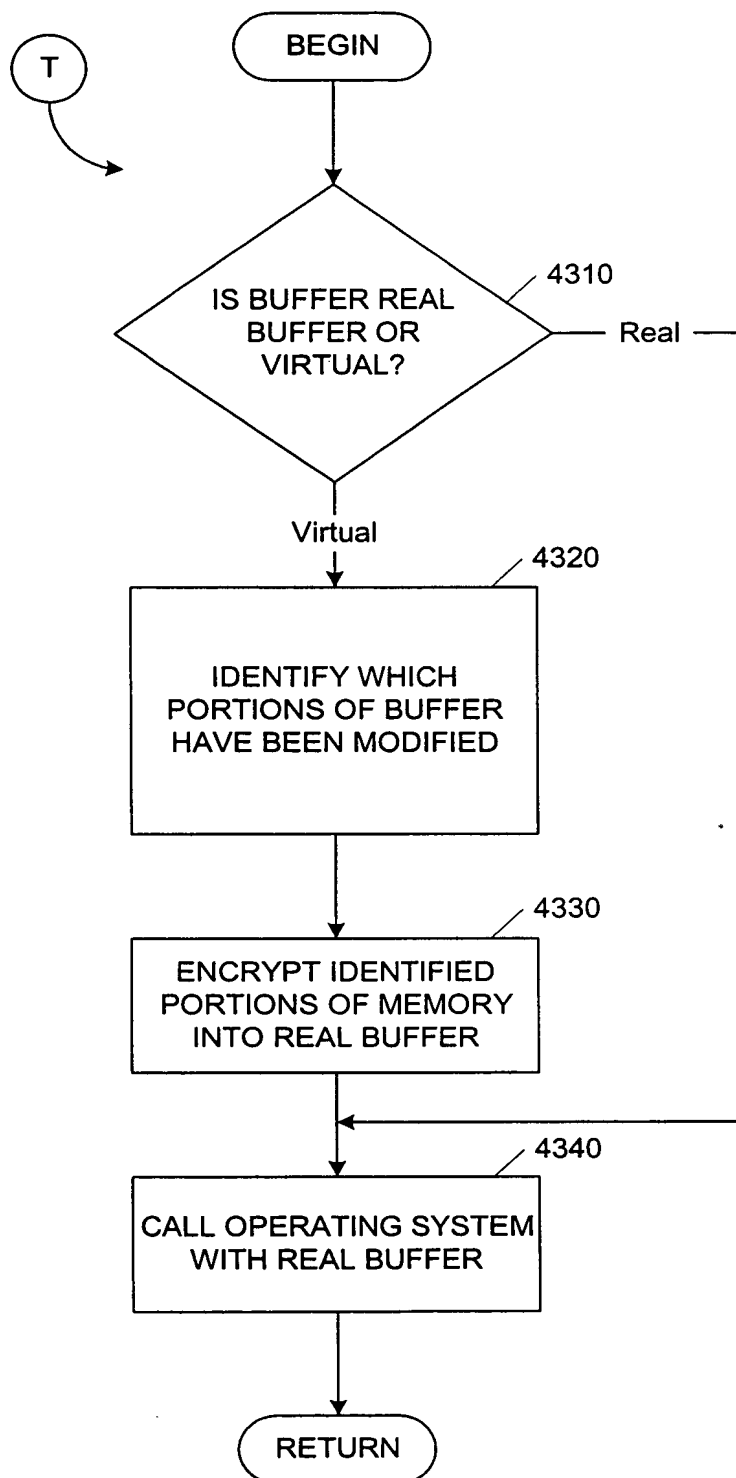 T
BEGIN
4310
IS BUFFER REAL
BUFFER OR
VIRTUAL?
Real
Virtual
4320
IDENTIFY WHICH
PORTIONS OF BUFFER
HAVE BEEN MODIFIED
4330
ENCRYPT IDENTIFIED
PORTIONS OF MEMORY
INTO REAL BUFFER
4340
CALL OPERATING SYSTEM
WITH REAL BUFFER
RETURN